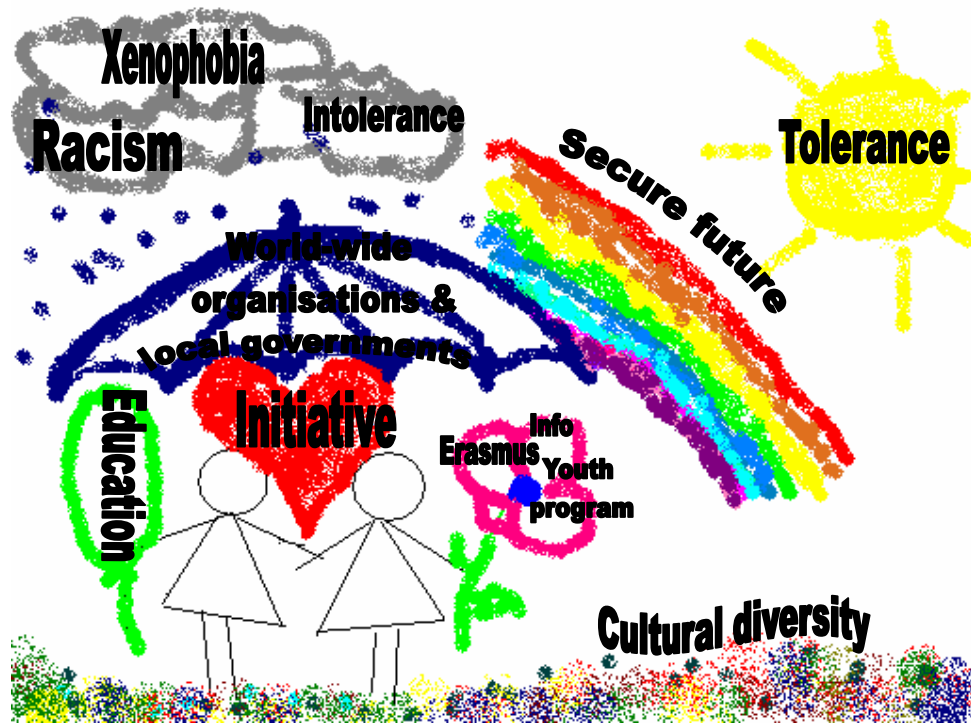 Xenophobia
Racism
Intolerance
Tolerance
Secure future
World-wide
organisations &
local governments
Education
Initiative
Erasmus
Info
Youth
program
Cultural diversity